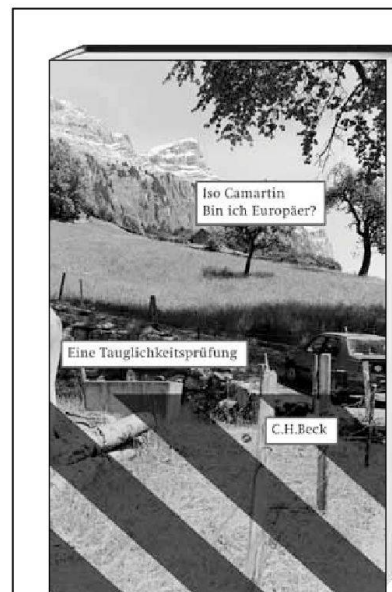 Iso Camartin
Bin ich Europäer?
Eine Tauglichkeitsprüfung
C.H.Beck